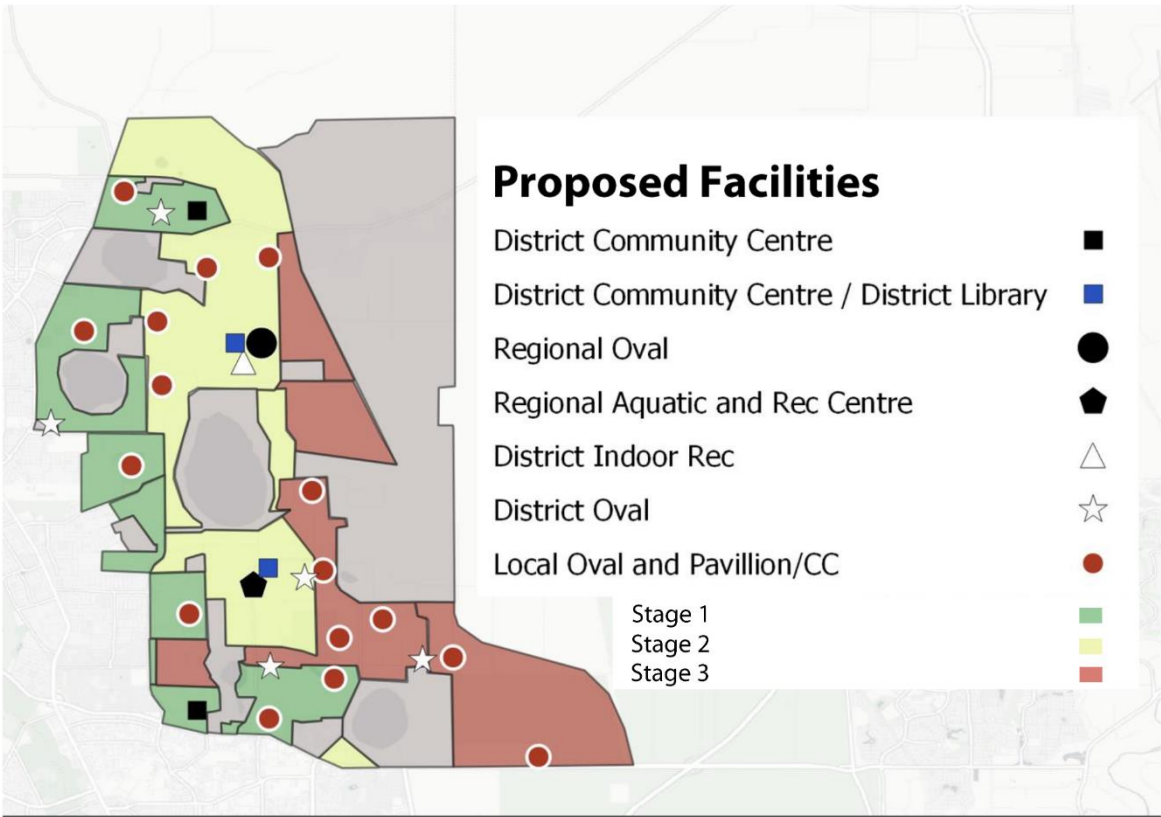 Proposed Facilities
District Community Centre
District Community Centre / District Library
Regional Oval
Regional Aquatic and Rec Centre
District Indoor Rec
District Oval
Local Oval and Pavillion/CC
Stage 1
Stage 2
Stage 3